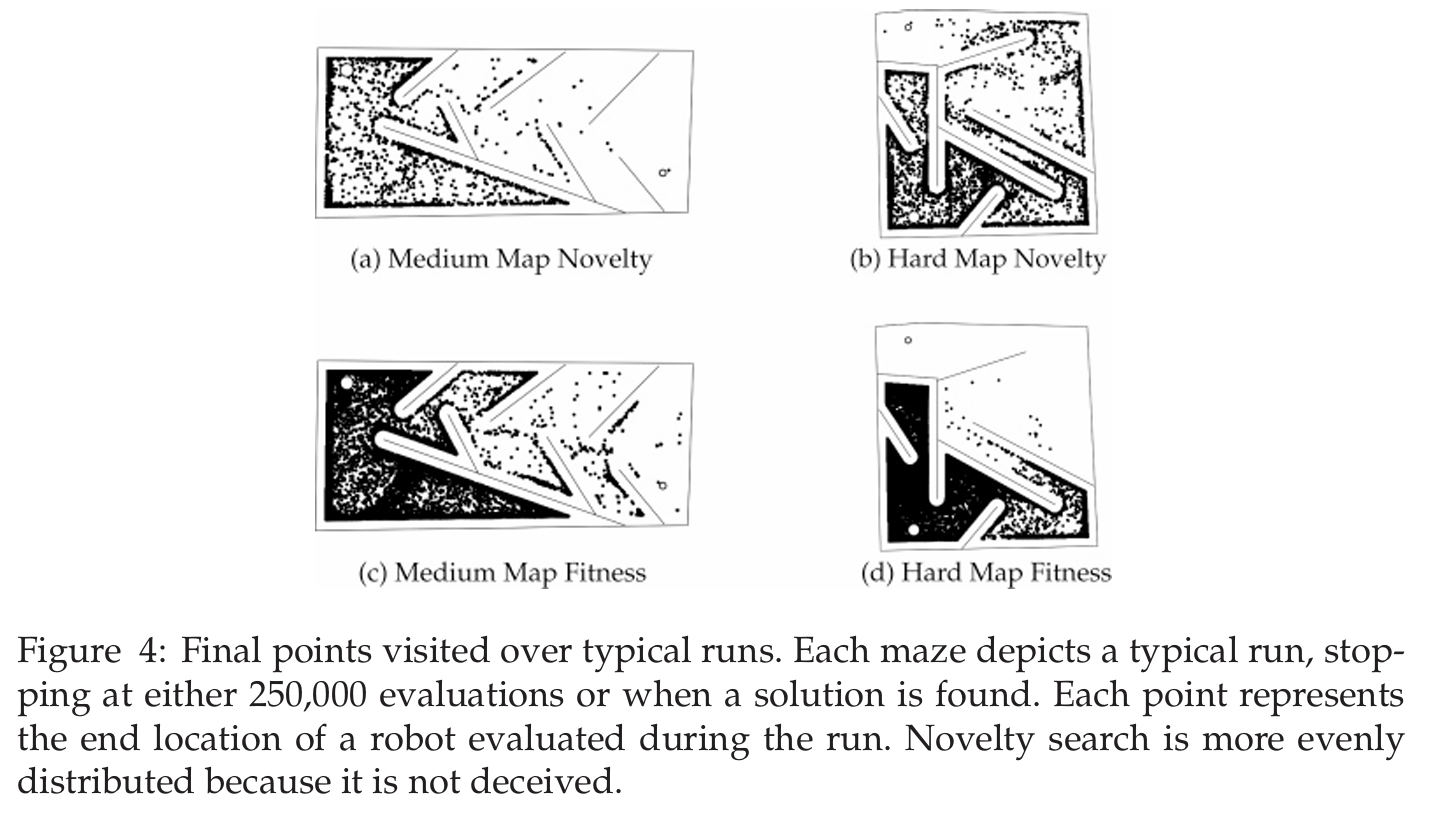 (a) Medium Map Novelty
(b) Hard Map Novelty
(c) Medium Map Fitness
(d) Hard Map Fitness
Figure 4: Final points visited over typical runs. Each maze depicts a typical run, stop-
ping at either 250,000 evaluations or when a solution is found. Each point represents
the end location of a robot evaluated during the run. Novelty search is more evenly
distributed because it is not deceived.